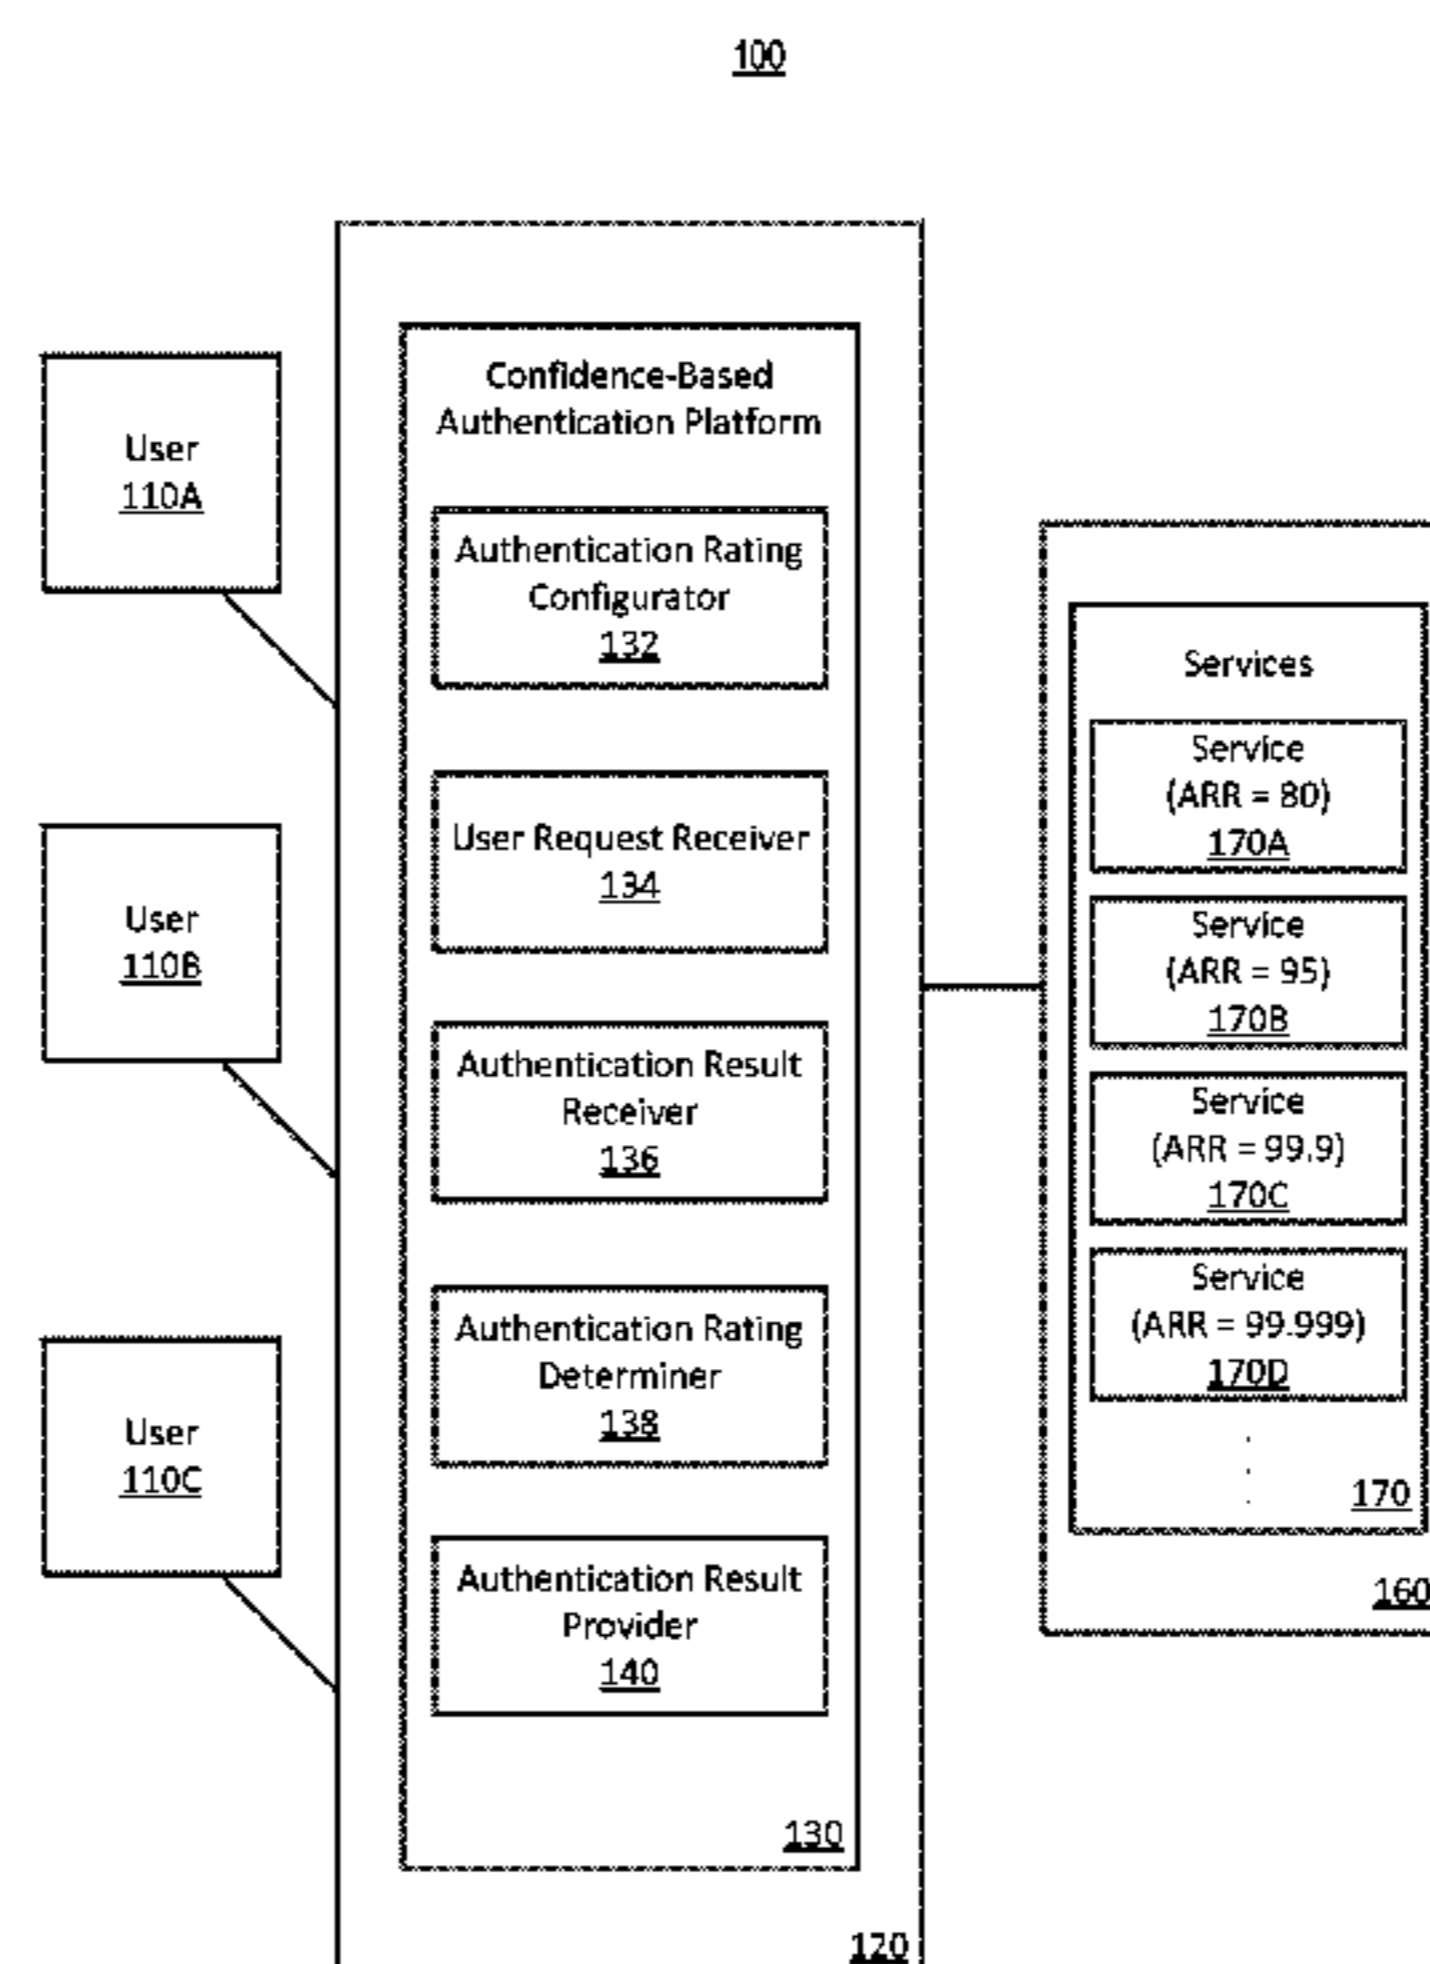 100
User
110A
User
110B
User
110C
Confidence-Based
Authentication Platform
Authentication Rating
Configurator
132
User Request Receiver
134
Authentication Result
Receiver
136
Authentication Rating
Determiner
138
Authentication Result
Provider
140
130
120
Services
Service
(ARR = 80)
170A
Service
(ARR = 95)
170B
Service
(ARR = 99.9)
170C
Service
(ARR = 99.999)
170D
.
.
.
170
160